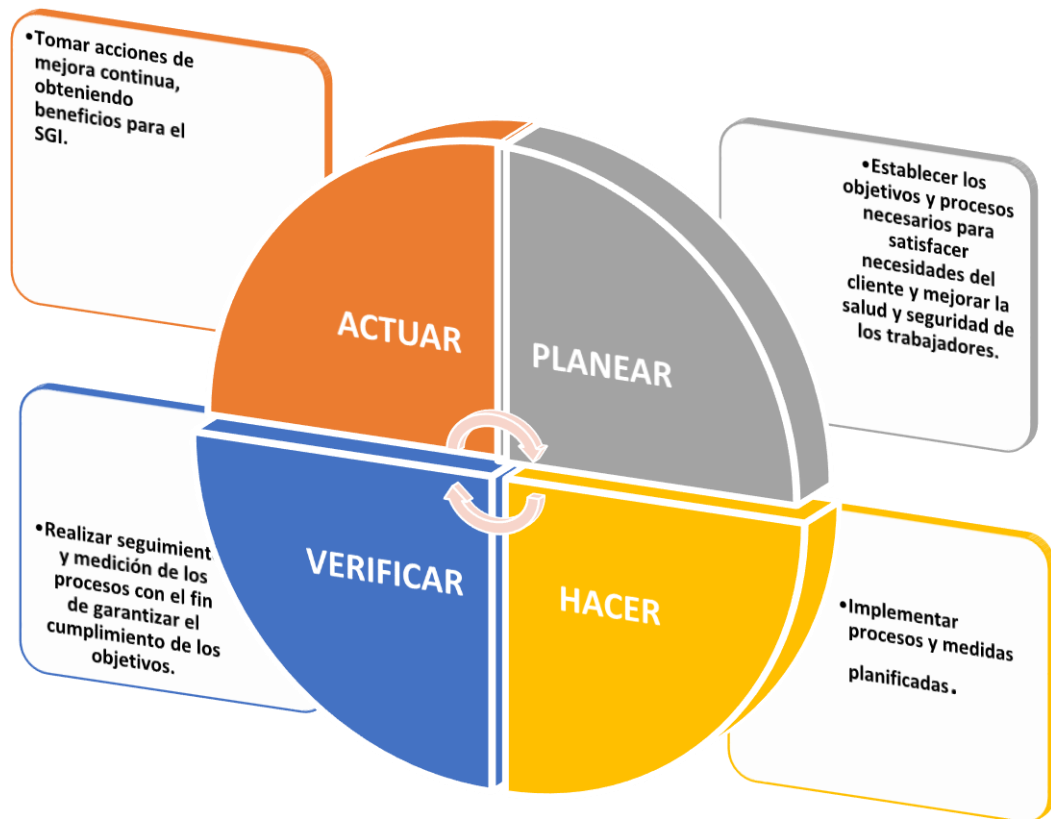 •Tomar acciones de
mejora continua,
obteniendo
beneficios para el
SGI.
•Establecer los
objetivos y procesos
necesarios para
satisfacer
necesidades del
cliente y mejorar la
salud y seguridad de
los trabajadores.
ACTUAR
PLANEAR
VERIFICAR
HACER
•Realizar seguimient
y medición de los
procesos con el fin
de garantizar el
cumplimiento de los
objetivos.
•Implementar
procesos y medidas
planificadas.